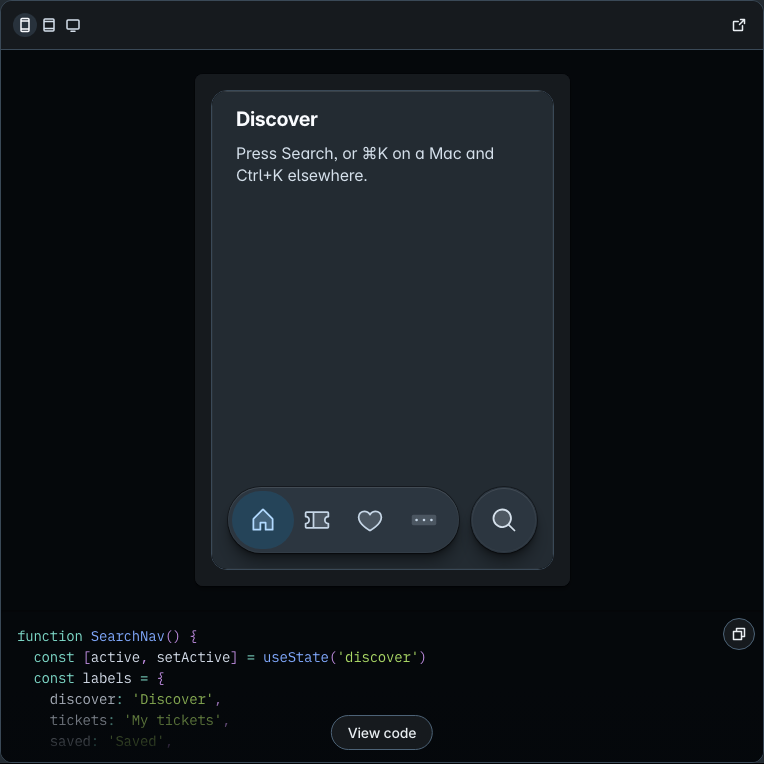 Discover
Press Search, or ⌘K on a Mac and
Ctrl+K elsewhere.
function SearchNav() {
  const [active, setActive] = useState('discover')
  const labels = {
    discover: 'Discover',
    tickets: 'My tickets',
    saved: 'Saved',
View code